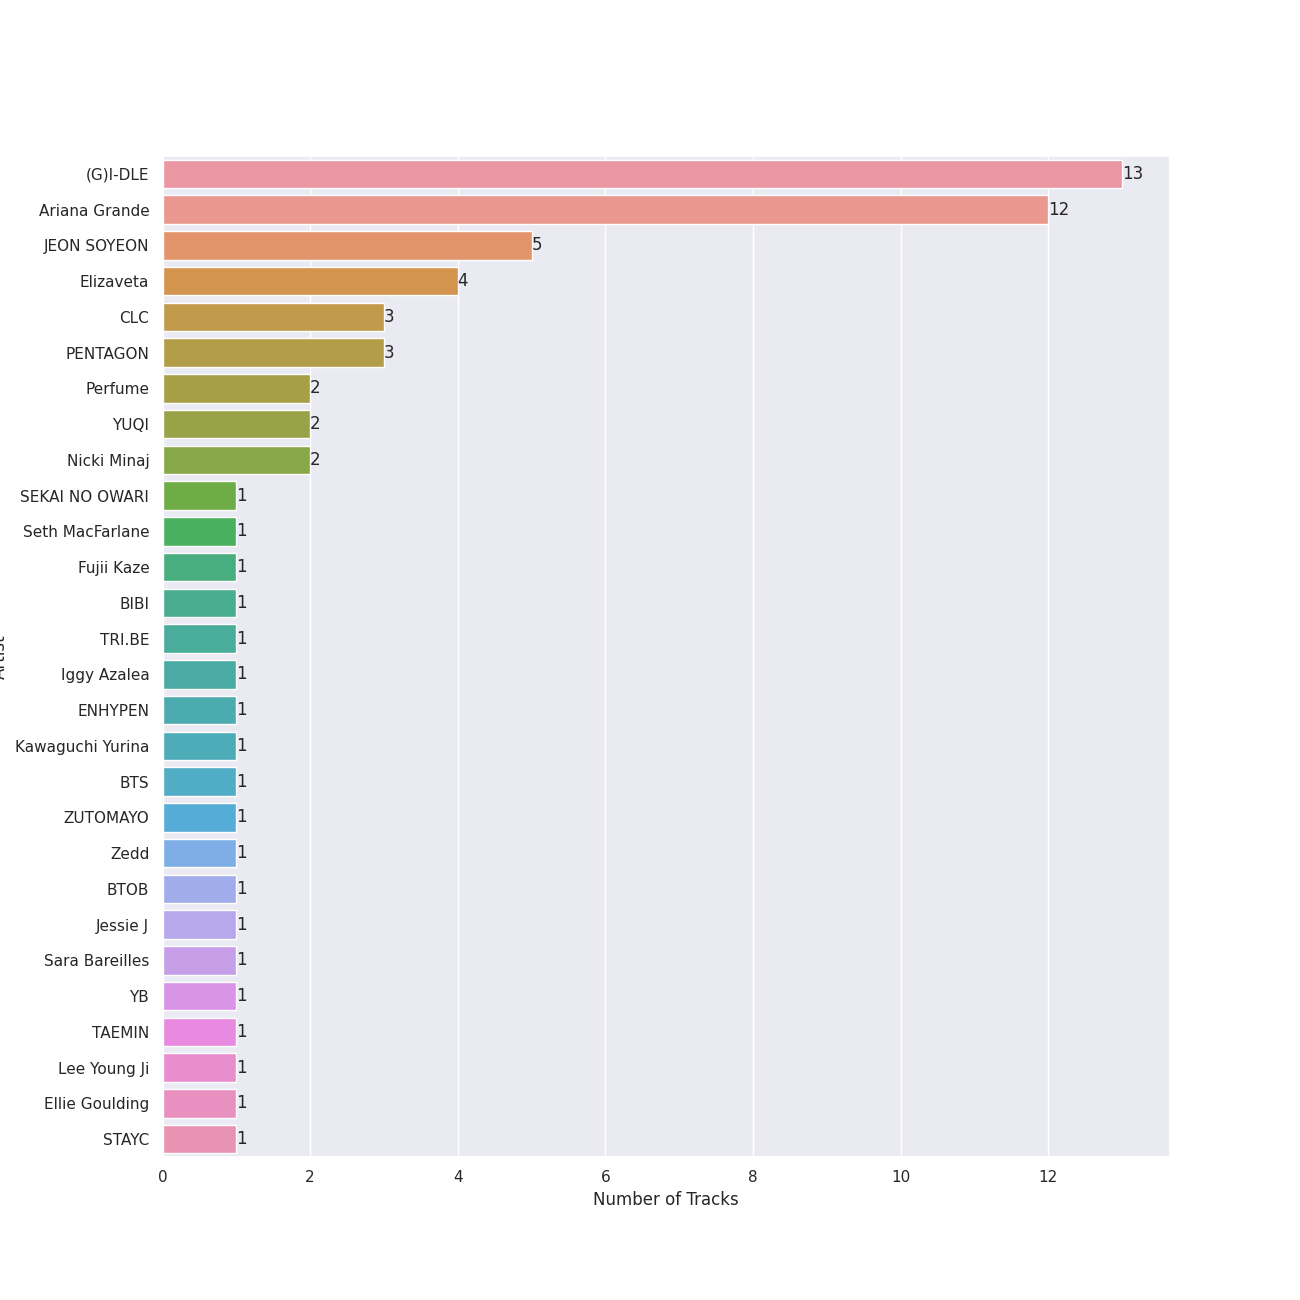 (G)I-DLE 13
Ariana Grande 12
JEON SOYEON 5
Elizaveta 4
CLC 3
PENTAGON 3
Perfume 2
YUQI 2
Nicki Minaj 2
SEKAI NO OWARI 1
Seth MacFarlane 1
Fujii Kaze 1
BIBI 1
TRI.BE 1
Iggy Azalea 1
ENHYPEN 1
Kawaguchi Yurina 1
BTS 1
ZUTOMAYO 1
Zedd 1
BTOB 1
Jessie J 1
Sara Bareilles 1
YB 1
TAEMIN 1
Lee Young Ji 1
Ellie Goulding 1
STAYC 1
0 2 4 6 8 10 12
Number of Tracks